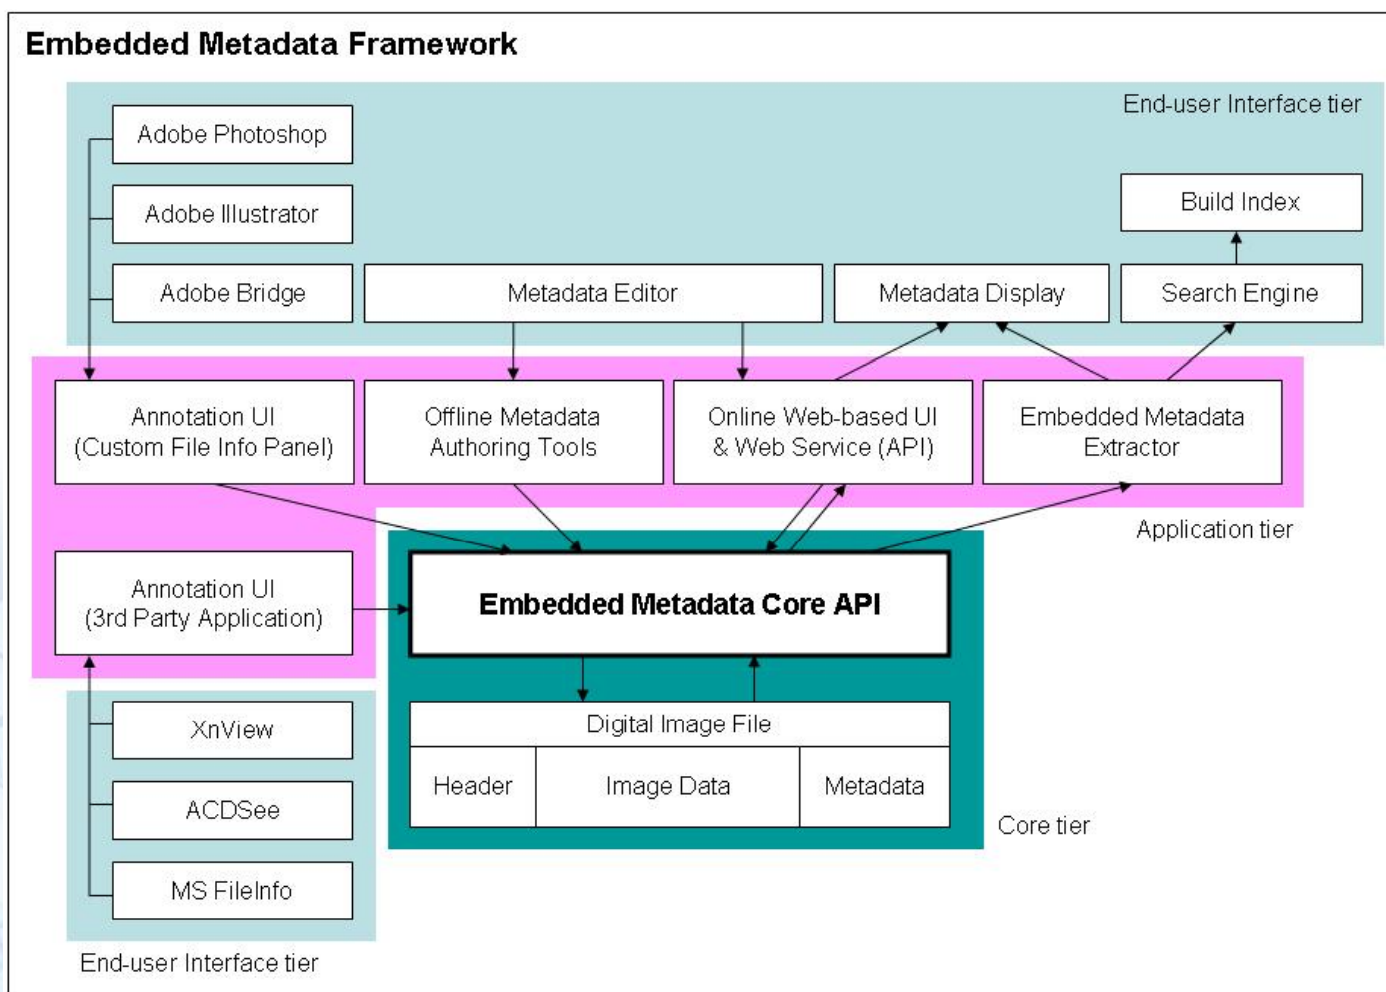 Embedded Metadata Framework
End-user Interface tier
Adobe Photoshop
Adobe Illustrator
Build Index
Adobe Bridge
Metadata Editor
Metadata Display
Search Engine
Annotation UI
(Custom File Info Panel)
Offline Metadata
Authoring Tools
Online Web-based UI
& Web Service (API)
Embedded Metadata
Extractor
Application tier
Annotation UI
(3rd Party Application)
Embedded Metadata Core API
XnView
ACDSee
MS FileInfo
Digital Image File
Header
Image Data
Metadata
Core tier
End-user Interface tier